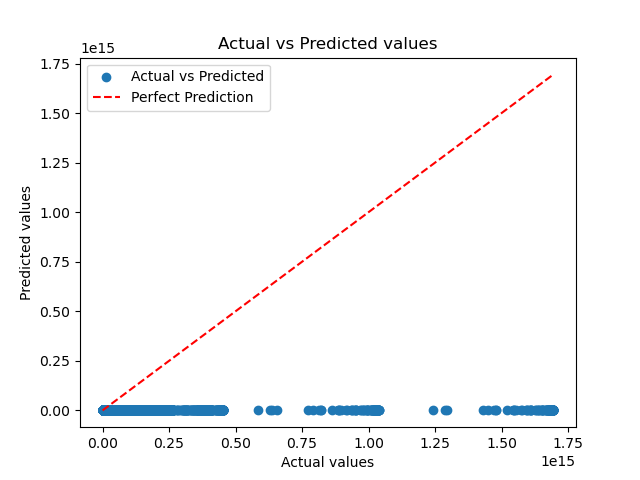 Actual vs Predicted values
1e15
Actual vs Predicted
Perfect Prediction
Predicted values
1.75
1.50
1.25
1.00
0.75
0.50
0.25
0.00
0.00 0.25 0.50 0.75 1.00 1.25 1.50 1.75
Actual values
1e15